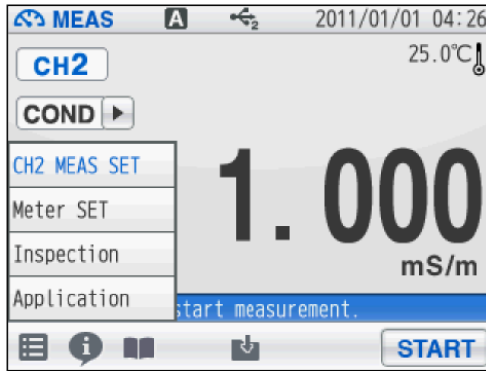 MEAS A 2 2011/01/01 04:26
CH2 25.0℃
COND
CH2 MEAS SET
Meter SET
Inspection
Application
1.000
mS/m
start measurement.
START